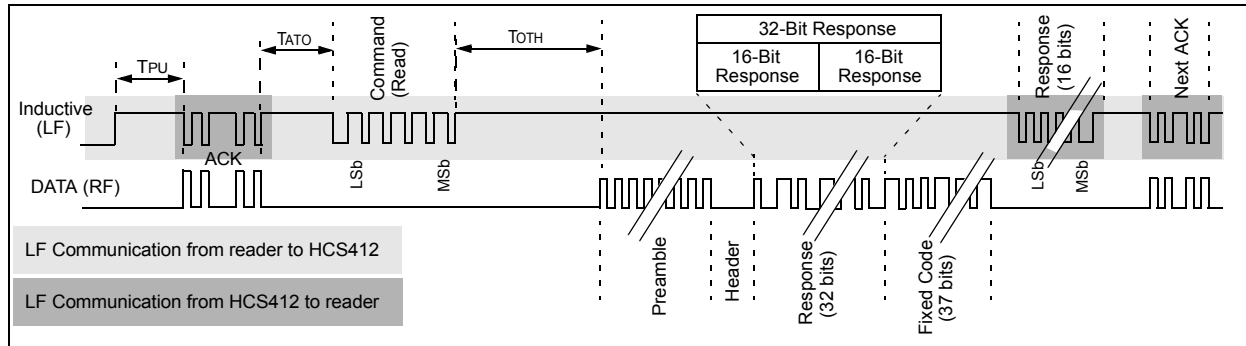 32-Bit Response
16-Bit
Response
16-Bit
Response
TPU
TATO
Command
(Read)
TOTH
Response
(16 bits)
Next ACK
Inductive
(LF)
ACK
LSb
MSb
LSb
MSb
DATA (RF)
Preamble
Header
Response
(32 bits)
Fixed Code
(37 bits)
LF Communication from reader to HCS412
LF Communication from HCS412 to reader